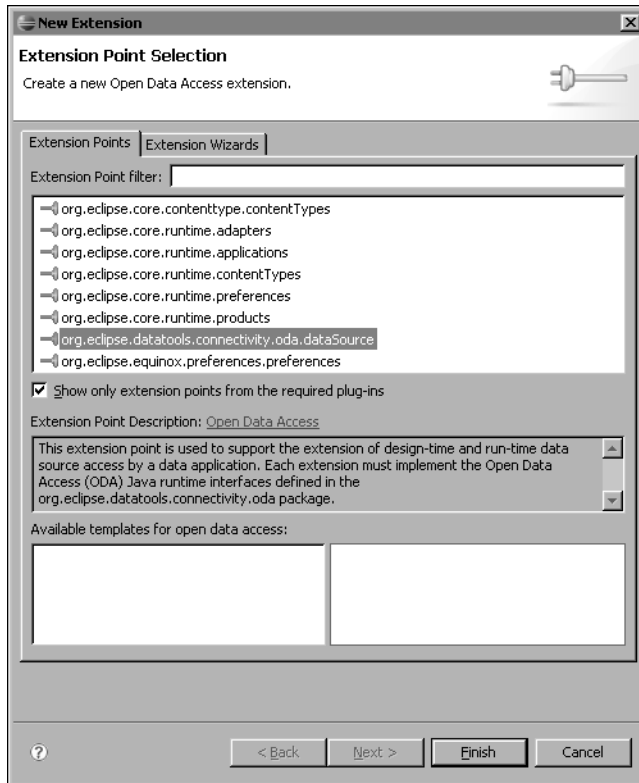 New Extension
Extension Point Selection
Create a new Open Data Access extension.
Extension Points
Extension Wizards
Extension Point filter:
org.eclipse.core.contenttype.contentTypes
org.eclipse.core.runtime.adapters
org.eclipse.core.runtime.applications
org.eclipse.core.runtime.contentTypes
org.eclipse.core.runtime.preferences
org.eclipse.core.runtime.products
org.eclipse.datatools.connectivity.oda.dataSource
org.eclipse.equinox.preferences.preferences
Show only extension points from the required plug-ins
Extension Point Description: Open Data Access
This extension point is used to support the extension of design-time and run-time data
source access by a data application. Each extension must implement the Open Data
Access (ODA) Java runtime interfaces defined in the
org.eclipse.datatools.connectivity.oda package.
Available templates for open data access:
?
< Back
Next >
Finish
Cancel